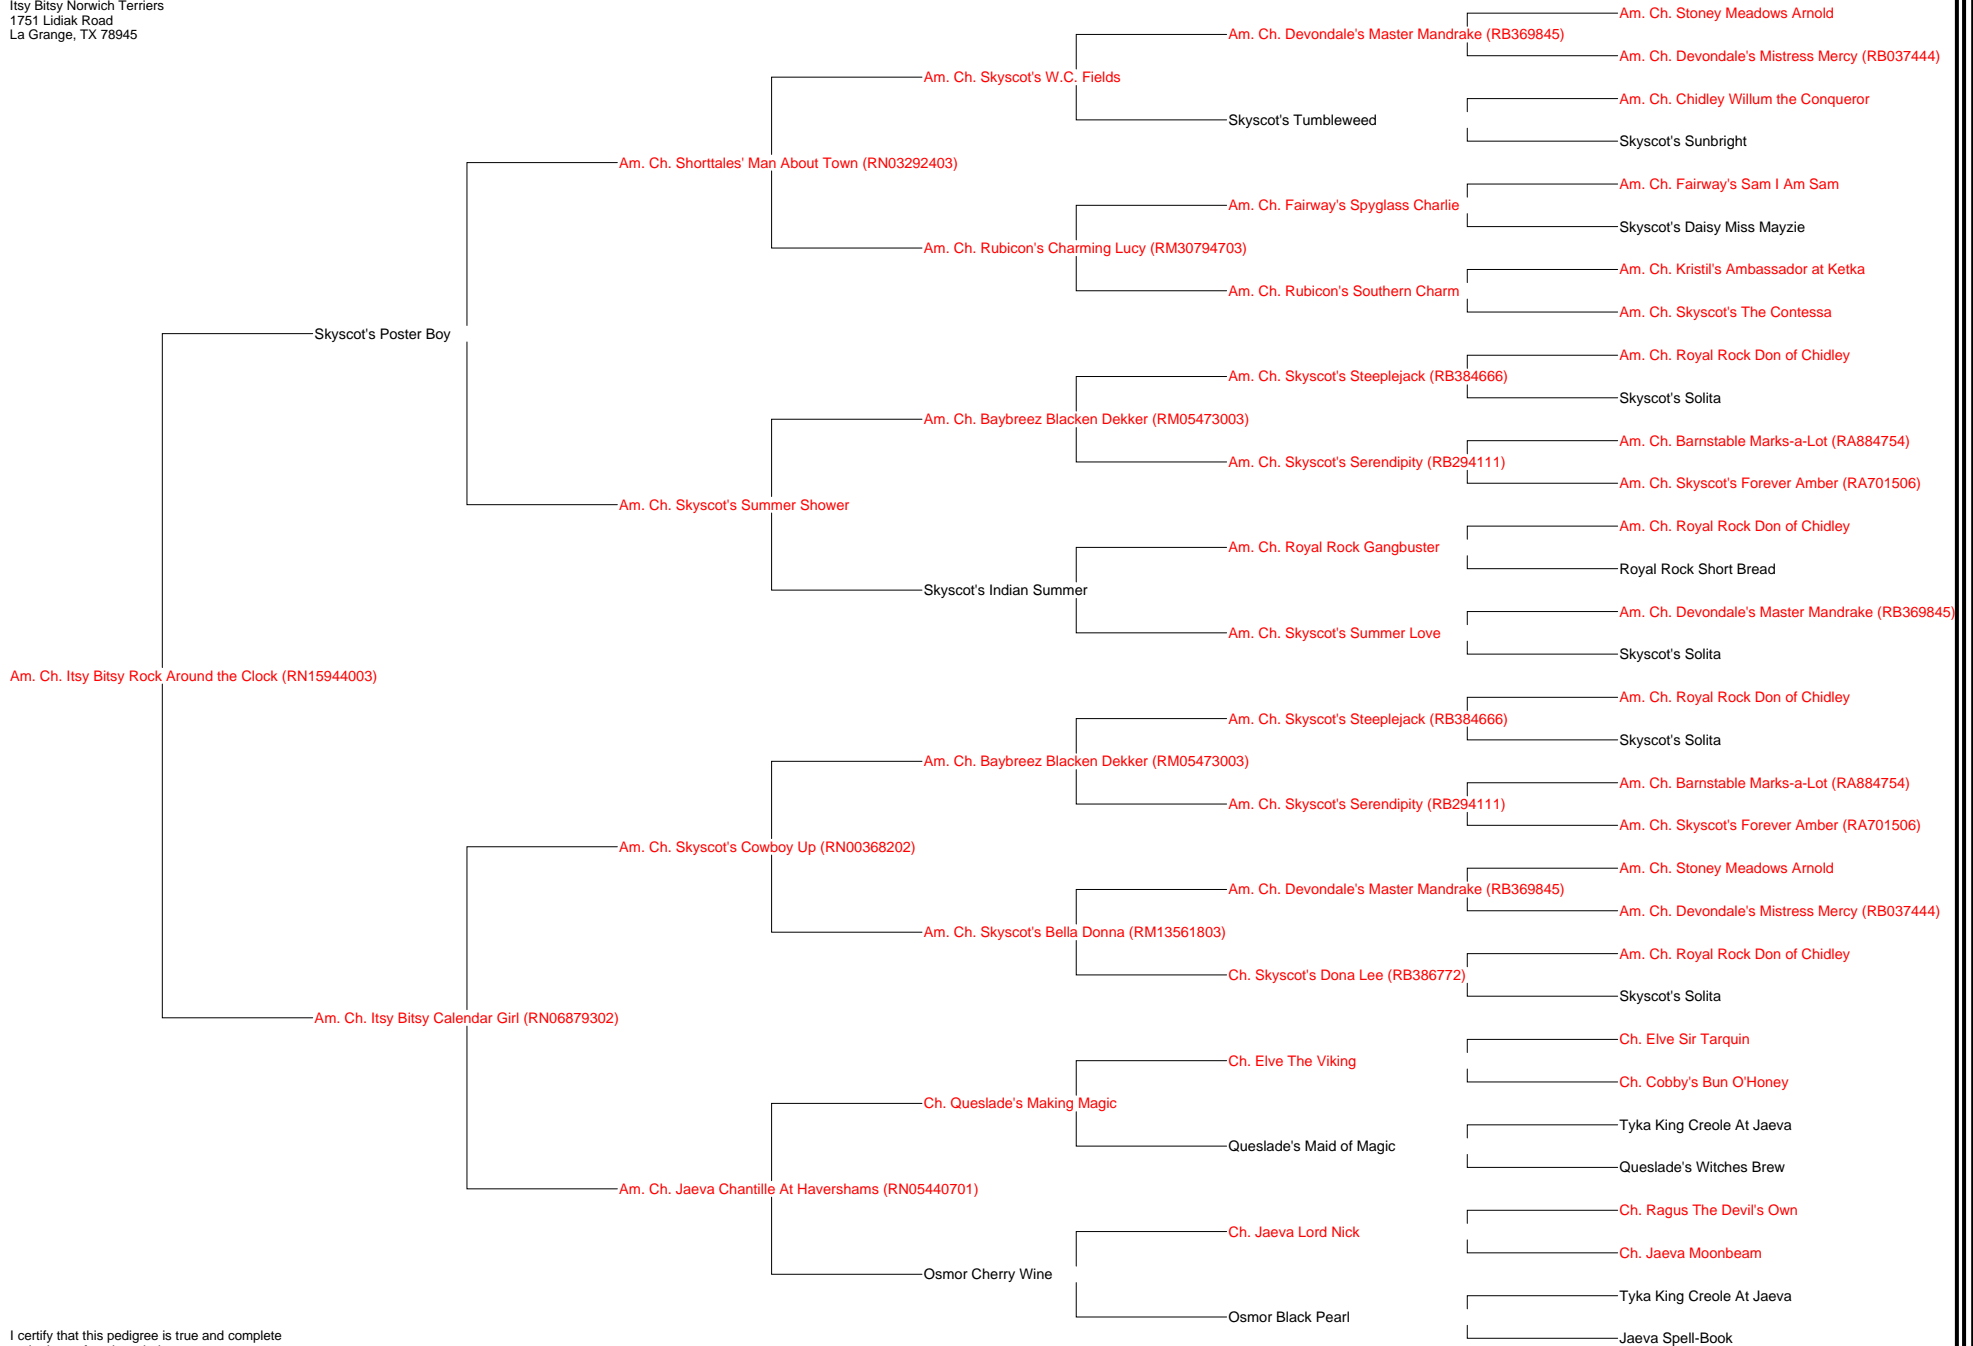 Itsy Bitsy Norwich Terriers
1751 Lidiak Road
La Grange, TX 78945
Am. Ch. Stoney Meadows Arnold
Am. Ch. Devondale's Master Mandrake (RB369845)
Am. Ch. Devondale's Mistress Mercy (RB037444)
Am. Ch. Skyscot's W.C. Fields
Am. Ch. Chidley Willum the Conqueror
Skyscot's Tumbleweed
Skyscot's Sunbright
Am. Ch. Shorttales' Man About Town (RN03292403)
Am. Ch. Fairway's Sam I Am Sam
Am. Ch. Fairway's Spyglass Charlie
Skyscot's Daisy Miss Mayzie
Am. Ch. Rubicon's Charming Lucy (RM30794703)
Am. Ch. Kristil's Ambassador at Ketka
Am. Ch. Rubicon's Southern Charm
Am. Ch. Skyscot's The Contessa
Skyscot's Poster Boy
Am. Ch. Royal Rock Don of Chidley
Am. Ch. Skyscot's Steeplejack (RB384666)
Skyscot's Solita
Am. Ch. Baybreez Blacken Dekker (RM05473003)
Am. Ch. Barnstable Marks-a-Lot (RA884754)
Am. Ch. Skyscot's Serendipity (RB294111)
Am. Ch. Skyscot's Forever Amber (RA701506)
Am. Ch. Skyscot's Summer Shower
Am. Ch. Royal Rock Don of Chidley
Am. Ch. Royal Rock Gangbuster
Royal Rock Short Bread
Skyscot's Indian Summer
Am. Ch. Devondale's Master Mandrake (RB369845)
Am. Ch. Skyscot's Summer Love
Skyscot's Solita
Am. Ch. Itsy Bitsy Rock Around the Clock (RN15944003)
Am. Ch. Royal Rock Don of Chidley
Am. Ch. Skyscot's Steeplejack (RB384666)
Skyscot's Solita
Am. Ch. Baybreez Blacken Dekker (RM05473003)
Am. Ch. Barnstable Marks-a-Lot (RA884754)
Am. Ch. Skyscot's Serendipity (RB294111)
Am. Ch. Skyscot's Forever Amber (RA701506)
Am. Ch. Skyscot's Cowboy Up (RN00368202)
Am. Ch. Stoney Meadows Arnold
Am. Ch. Devondale's Master Mandrake (RB369845)
Am. Ch. Devondale's Mistress Mercy (RB037444)
Am. Ch. Skyscot's Bella Donna (RM13561803)
Am. Ch. Royal Rock Don of Chidley
Ch. Skyscot's Dona Lee (RB386772)
Skyscot's Solita
Am. Ch. Itsy Bitsy Calendar Girl (RN06879302)
Ch. Elve Sir Tarquin
Ch. Elve The Viking
Ch. Cobby's Bun O'Honey
Ch. Queslade's Making Magic
Tyka King Creole At Jaeva
Queslade's Maid of Magic
Queslade's Witches Brew
Am. Ch. Jaeva Chantille At Havershams (RN05440701)
Ch. Ragus The Devil's Own
Ch. Jaeva Lord Nick
Ch. Jaeva Moonbeam
Osmor Cherry Wine
Tyka King Creole At Jaeva
Osmor Black Pearl
Jaeva Spell-Book
I certify that this pedigree is true and complete